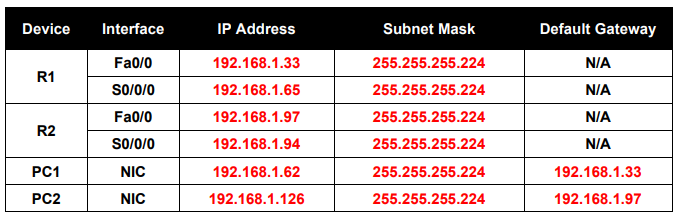 Device Interface IP Address Subnet Mask Default Gateway
R1 Fa0/0 192.168.1.33 255.255.255.224 N/A
S0/0/0 192.168.1.65 255.255.255.224 N/A
R2 Fa0/0 192.168.1.97 255.255.255.224 N/A
S0/0/0 192.168.1.94 255.255.255.224 N/A
PC1 NIC 192.168.1.62 255.255.255.224 192.168.1.33
PC2 NIC 192.168.1.126 255.255.255.224 192.168.1.97